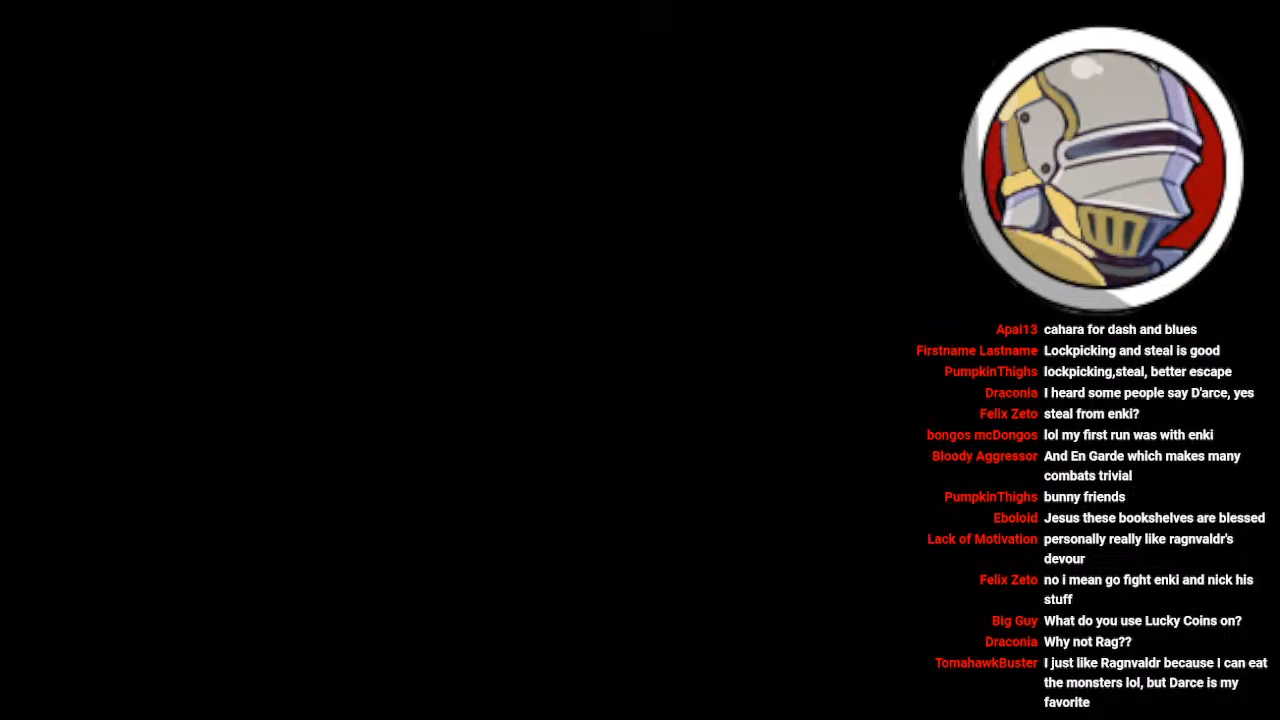 Apal13 cahara for dash and blues
Firstname Lastname Lockpicking and steal is good
PumpkinThighs lockpicking,steal, better escape
Draconia I heard some people say D'arce, yes
Felix Zeto steal from enki?
bongos mcDongos lol my first run was with enki
Bloody Aggressor And En Garde which makes many
combats trivial
PumpkinThighs bunny friends
Eboloid Jesus these bookshelves are blessed
Lack of Motivation personally really like ragnvaldr's
devour
Felix Zeto no i mean go fight enki and nick his
stuff
Big Guy What do you use Lucky Coins on?
Draconia Why not Rag??
TomahawkBuster I just like Ragnvaldr because I can eat
the monsters lol, but Darce is my
favorite